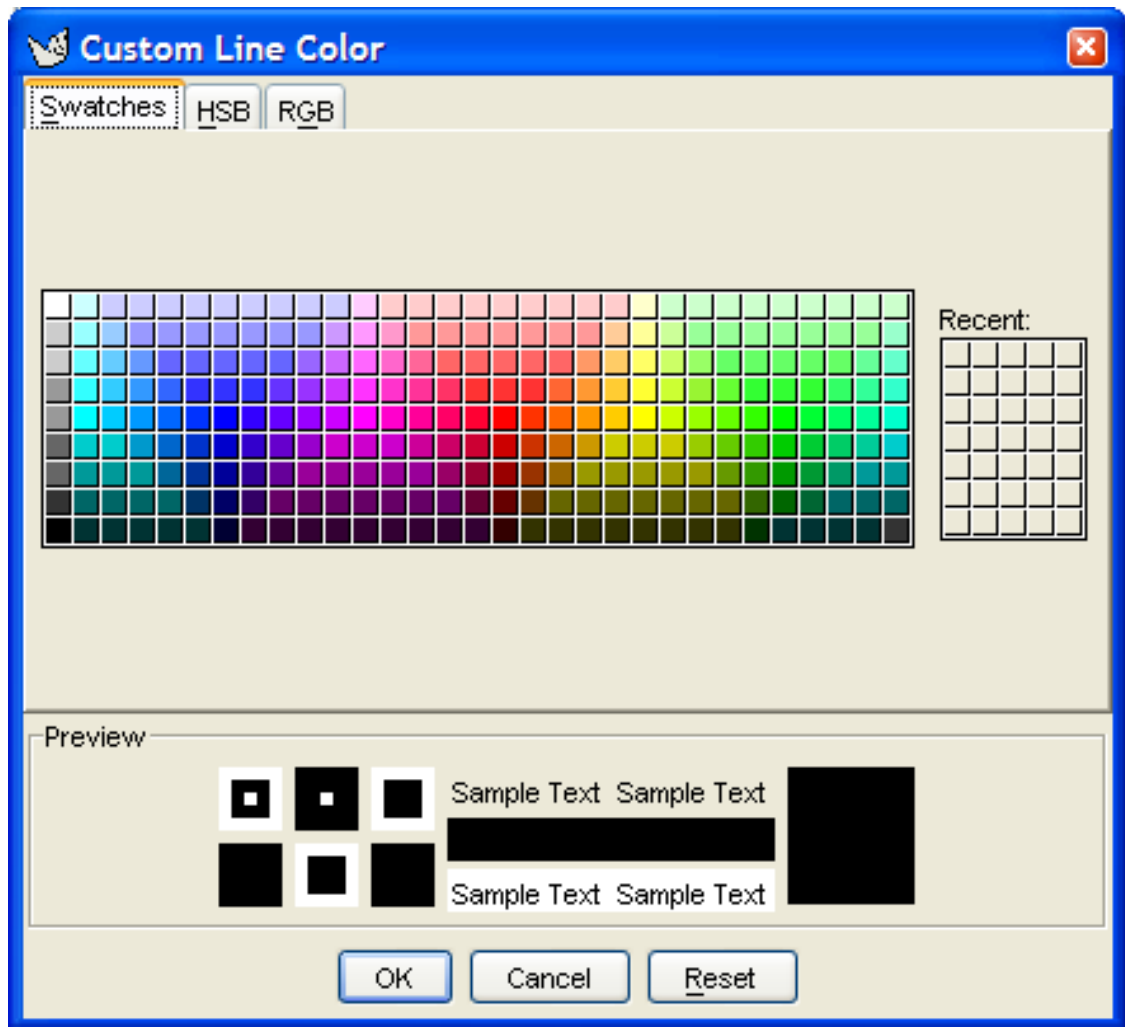 Custom Line Color
Swatches HSB RGB
Recent:
Preview
Sample Text Sample Text
Sample Text Sample Text
OK Cancel Reset